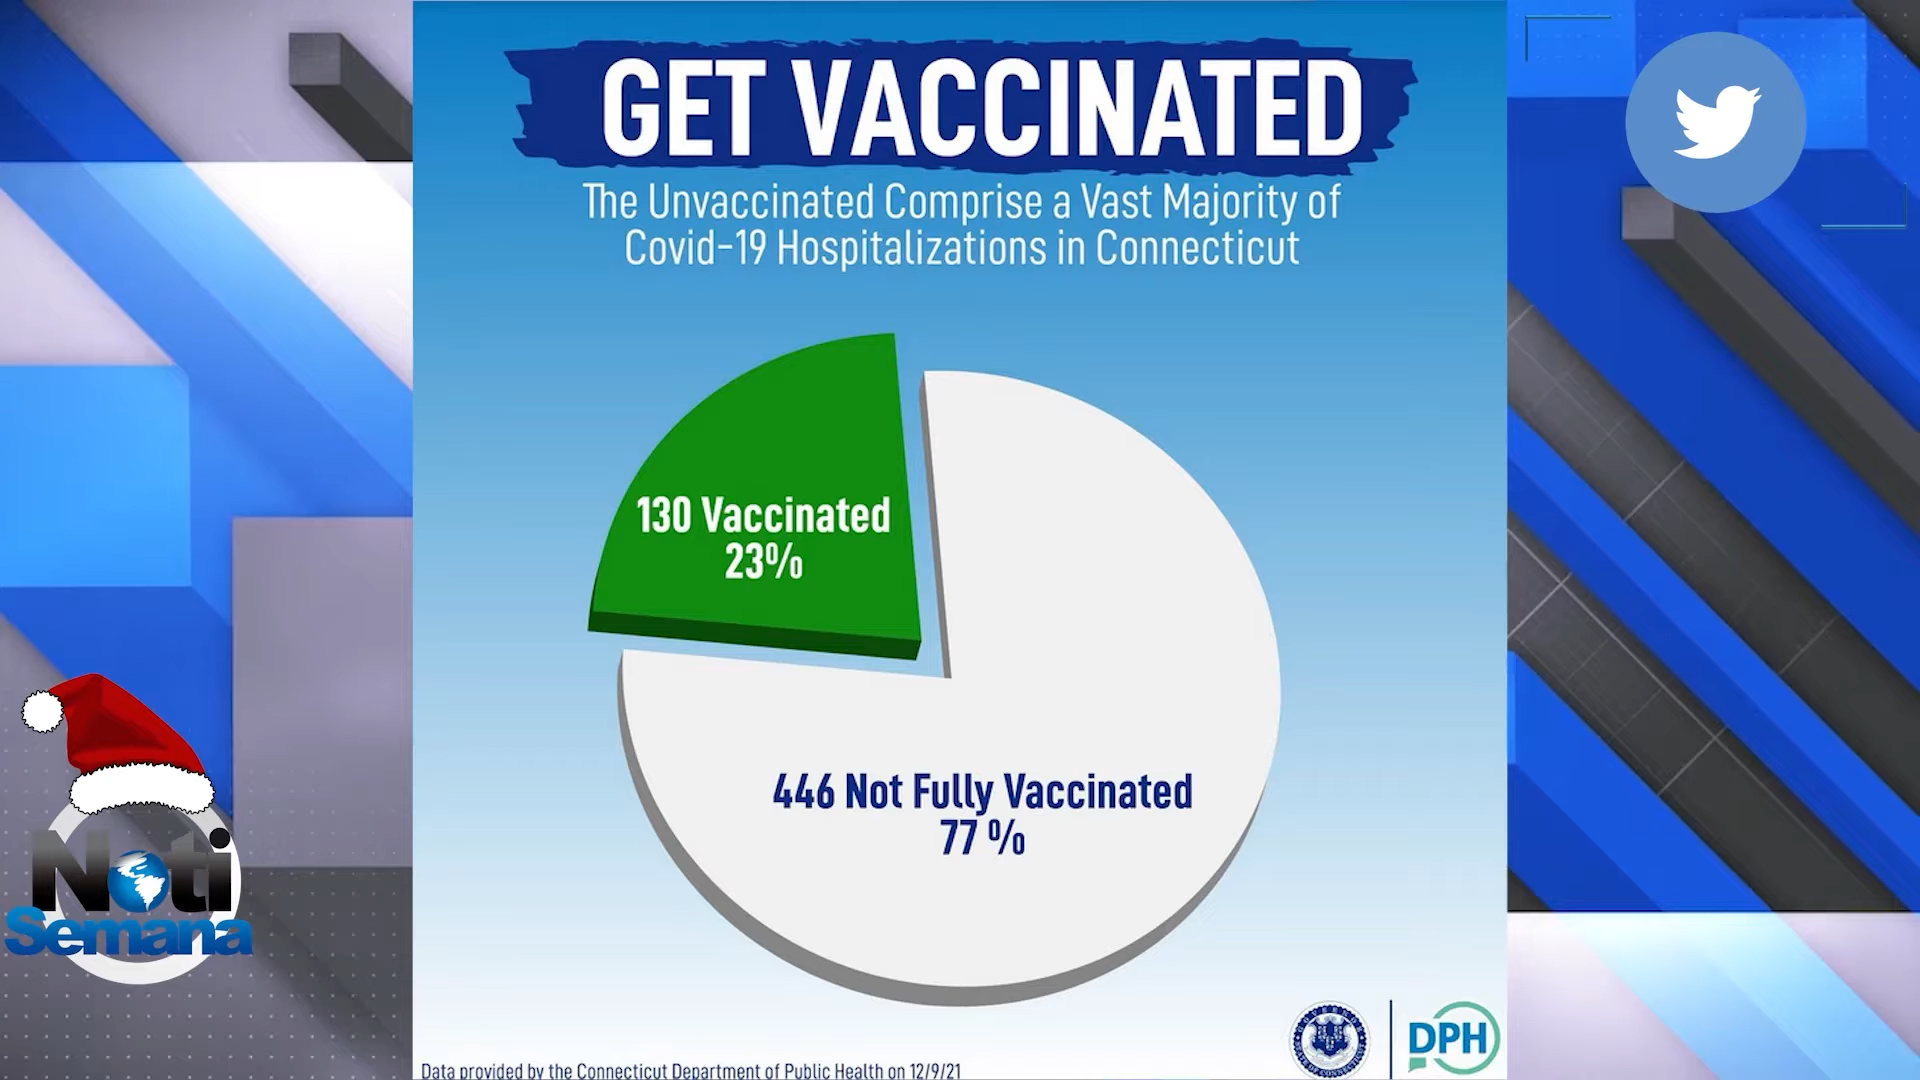 GET VACCINATED
The Unvaccinated Comprise a Vast Majority of
Covid-19 Hospitalizations in Connecticut
130 Vaccinated
23%
446 Not Fully Vaccinated
77 %
Noti
Semana
DPH
Data provided by the Connecticut Department of Public Health on 12/9/21